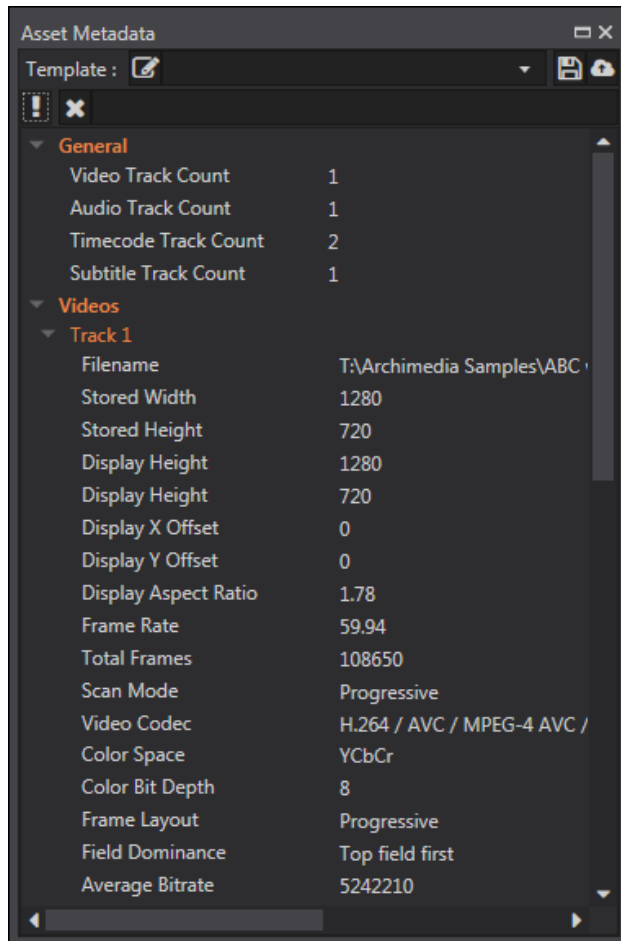 Asset Metadata
Template :
General
Video Track Count 1
Audio Track Count 1
Timecode Track Count 2
Subtitle Track Count 1
Videos
Track 1
Filename T:\Archimedia Samples\ABC
Stored Width 1280
Stored Height 720
Display Height 1280
Display Height 720
Display X Offset 0
Display Y Offset 0
Display Aspect Ratio 1.78
Frame Rate 59.94
Total Frames 108650
Scan Mode Progressive
Video Codec H.264 / AVC / MPEG-4 AVC /
Color Space YCbCr
Color Bit Depth 8
Frame Layout Progressive
Field Dominance Top field first
Average Bitrate 5242210